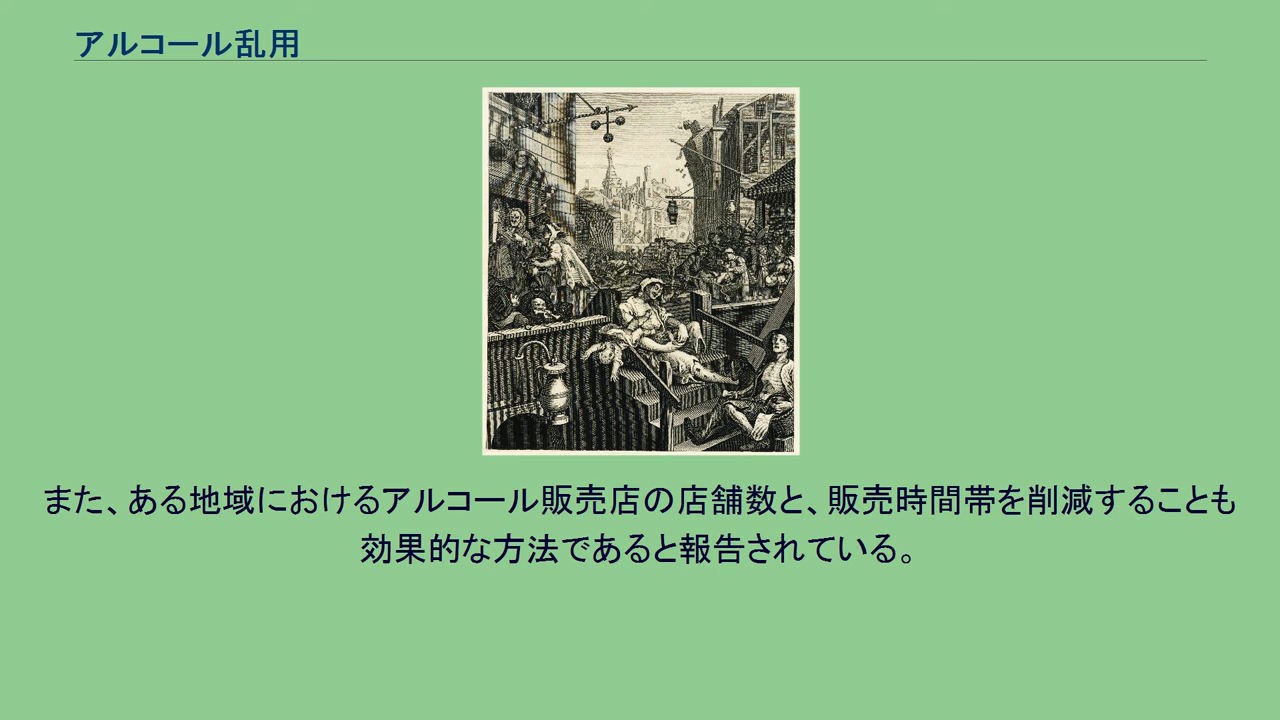 アルコール乱用
また、ある地域におけるアルコール販売店の店舗数と、販売時間帯を削減することも
効果的な方法であると報告されている。